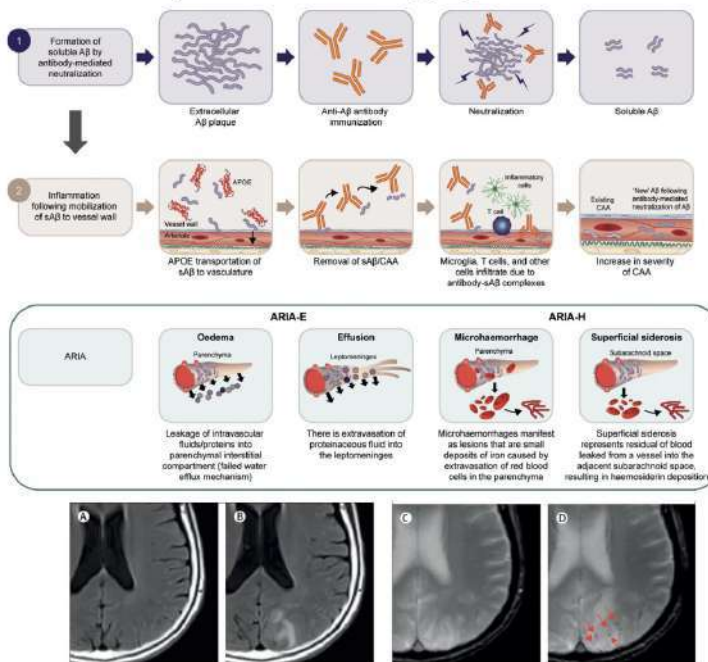 1
Formation of
soluble Aβ by
antibody-mediated
neutralization
Extracellular
Aβ plaque
Anti-Aβ antibody
immunization
Neutralization
Soluble Aβ
2
Inflammation
following mobilization
of sAβ to vessel wall
APOE
Vessel wall
Arteriole
APOE transportation of
sAβ to vasculature
Removal of sAβ/CAA
Inflammatory
cells
T cell
Microglia, T cells, and other
cells infiltrate due to
antibody-sAβ complexes
Existing
CAA
'New' Aβ following
antibody-mediated
neutralization of Aβ
Increase in severity
of CAA
ARIA
ARIA-E
ARIA-H
Oedema
Parenchyma
Leakage of intravascular
fluids/proteins into
parenchymal interstitial
compartment (failed water
efflux mechanism)
Effusion
Leptomeninges
There is extravasation of
proteinaceous fluid into the
leptomeninges
Microhaemorrhage
Parenchyma
Microhaemorrhages manifest
as lesions that are small
deposits of iron caused by
extravasation of red blood
cells in the parenchyma
Superficial siderosis
Subarachnoid space
Superficial siderosis
represents residual of blood
leaked from a vessel into the
adjacent subarachnoid space,
resulting in haemosiderin deposition
A
B
C
D